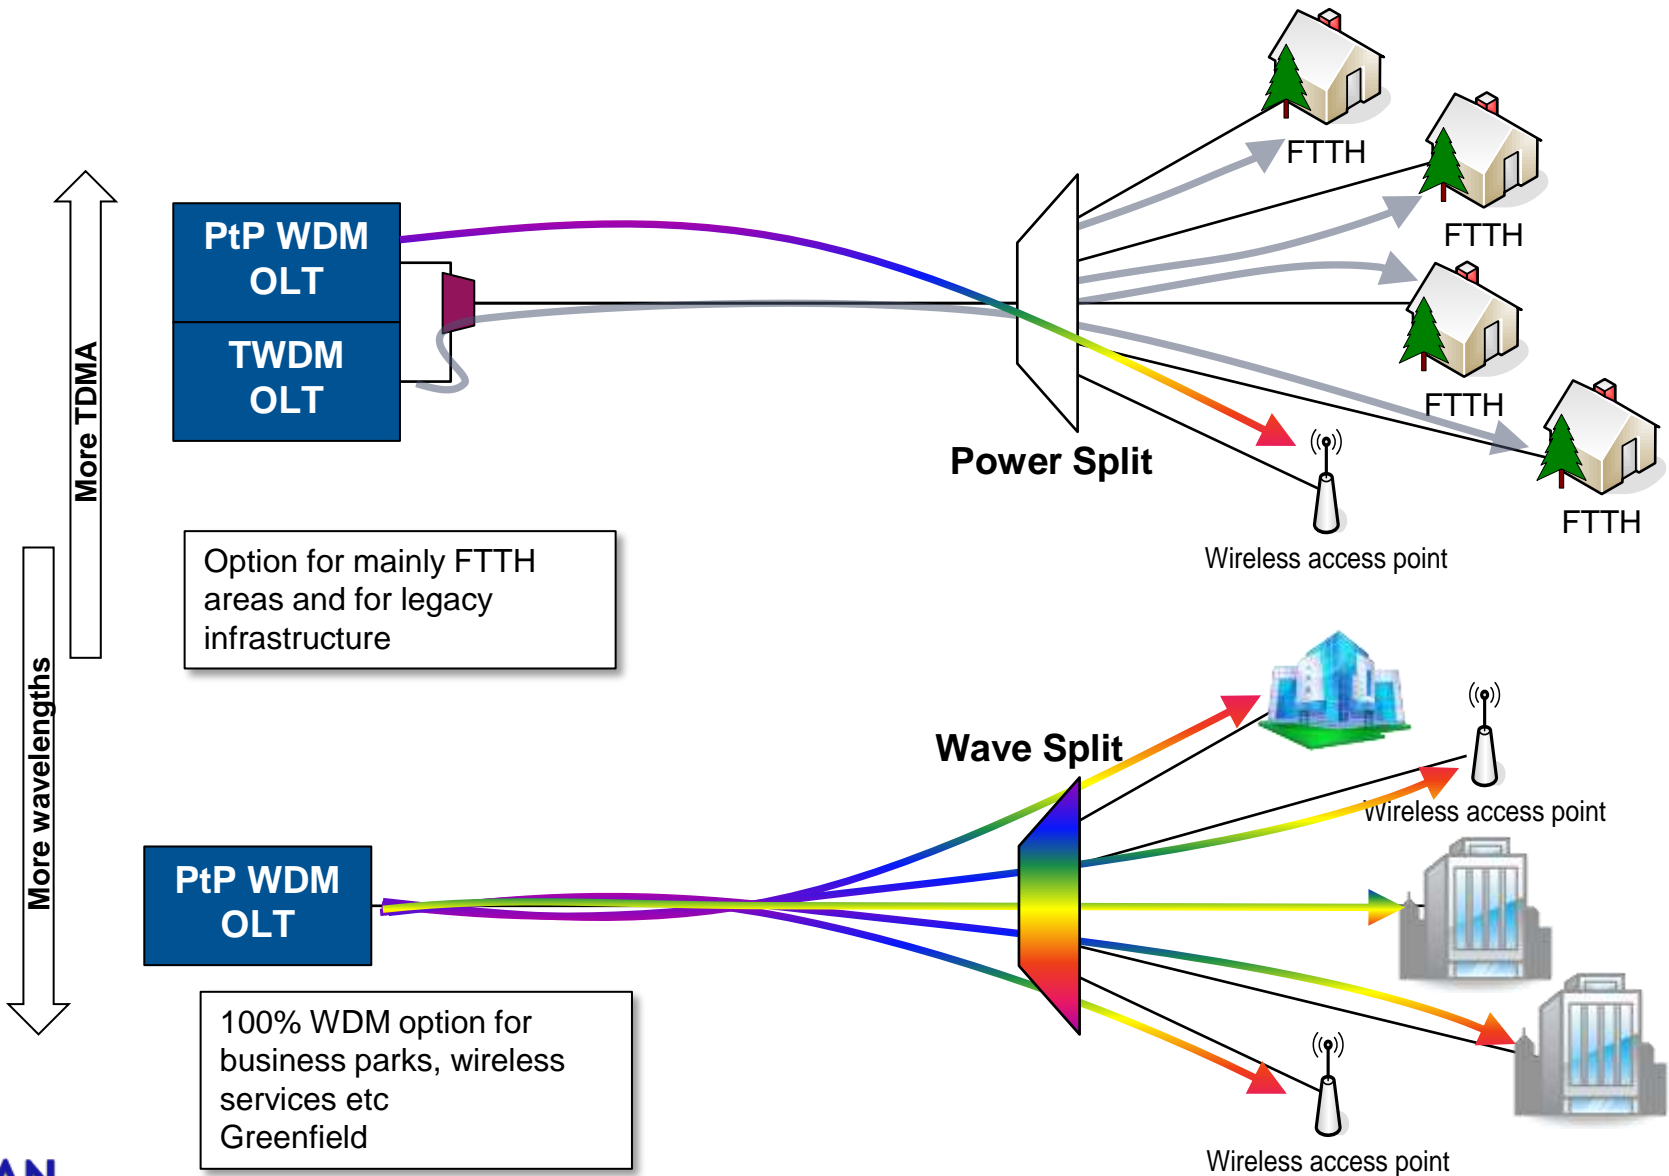 FTTH
FTTH
FTTH
FTTH
PtP WDM
OLT
TWDM
OLT
More TDMA
Power Split
Wireless access point
Option for mainly FTTH
areas and for legacy
infrastructure
More wavelengths
Wave Split
Wireless access point
PtP WDM
OLT
100% WDM option for
business parks, wireless
services etc
Greenfield
Wireless access point